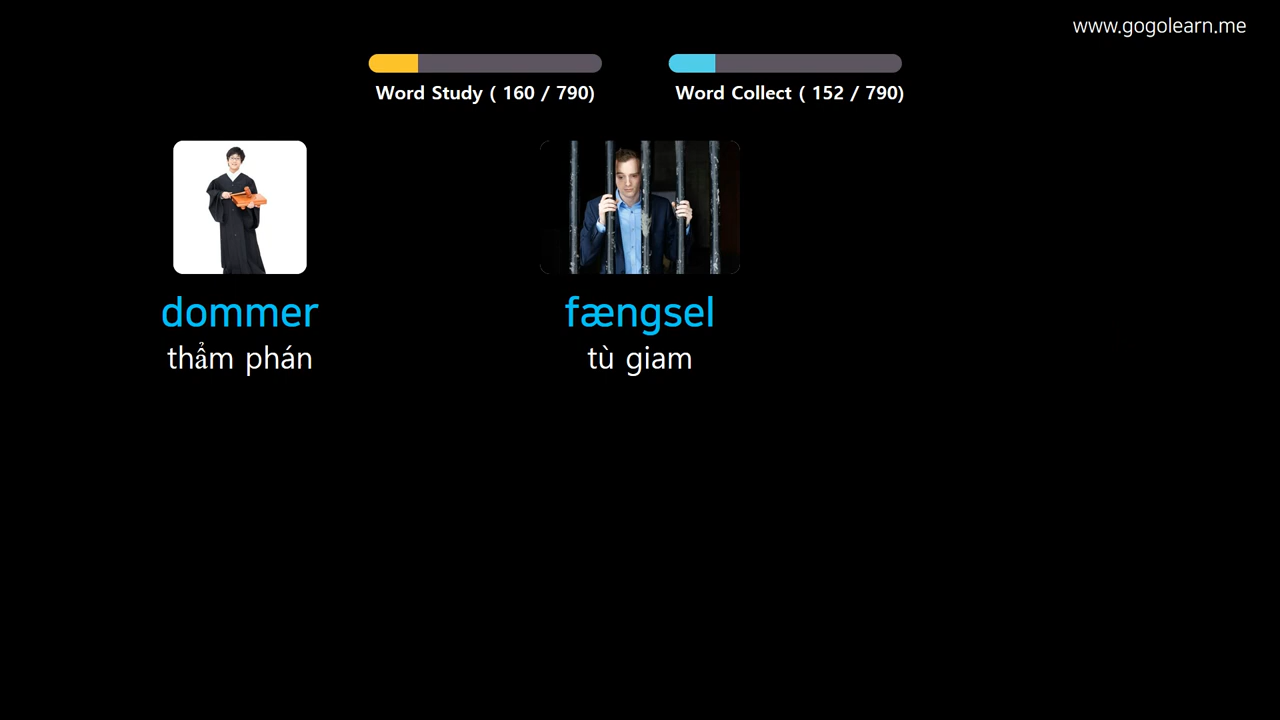 www.gogolearn.me
Word Study ( 160 / 790)
Word Collect ( 152 / 790)
dommer
thẩm phán
fængsel
tù giam